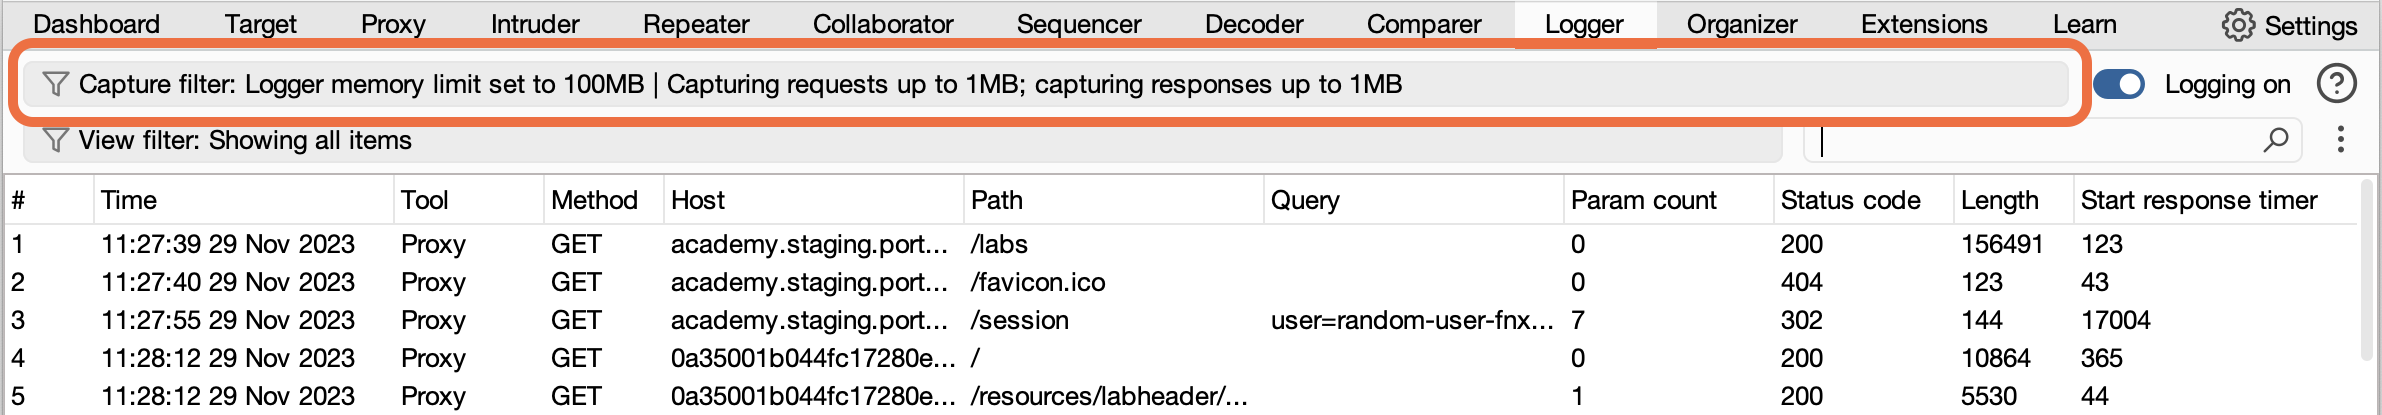 Dashboard Target Proxy Intruder Repeater Collaborator Sequencer Decoder Comparer Logger Organizer Extensions Learn Settings
Capture filter: Logger memory limit set to 100MB | Capturing requests up to 1MB; capturing responses up to 1MB Logging on ?
View filter: Showing all items
# Time Tool Method Host Path Query Param count Status code Length Start response timer
1 11:27:39 29 Nov 2023 Proxy GET academy.staging.port... /labs 0 200 156491 123
2 11:27:40 29 Nov 2023 Proxy GET academy.staging.port... /favicon.ico 0 404 123 43
3 11:27:55 29 Nov 2023 Proxy GET academy.staging.port... /session user=random-user-fnx... 7 302 144 17004
4 11:28:12 29 Nov 2023 Proxy GET 0a35001b044fc17280e... / 0 200 10864 365
5 11:28:12 29 Nov 2023 Proxy GET 0a35001b044fc17280e... /resources/labheader/... 1 200 5530 44